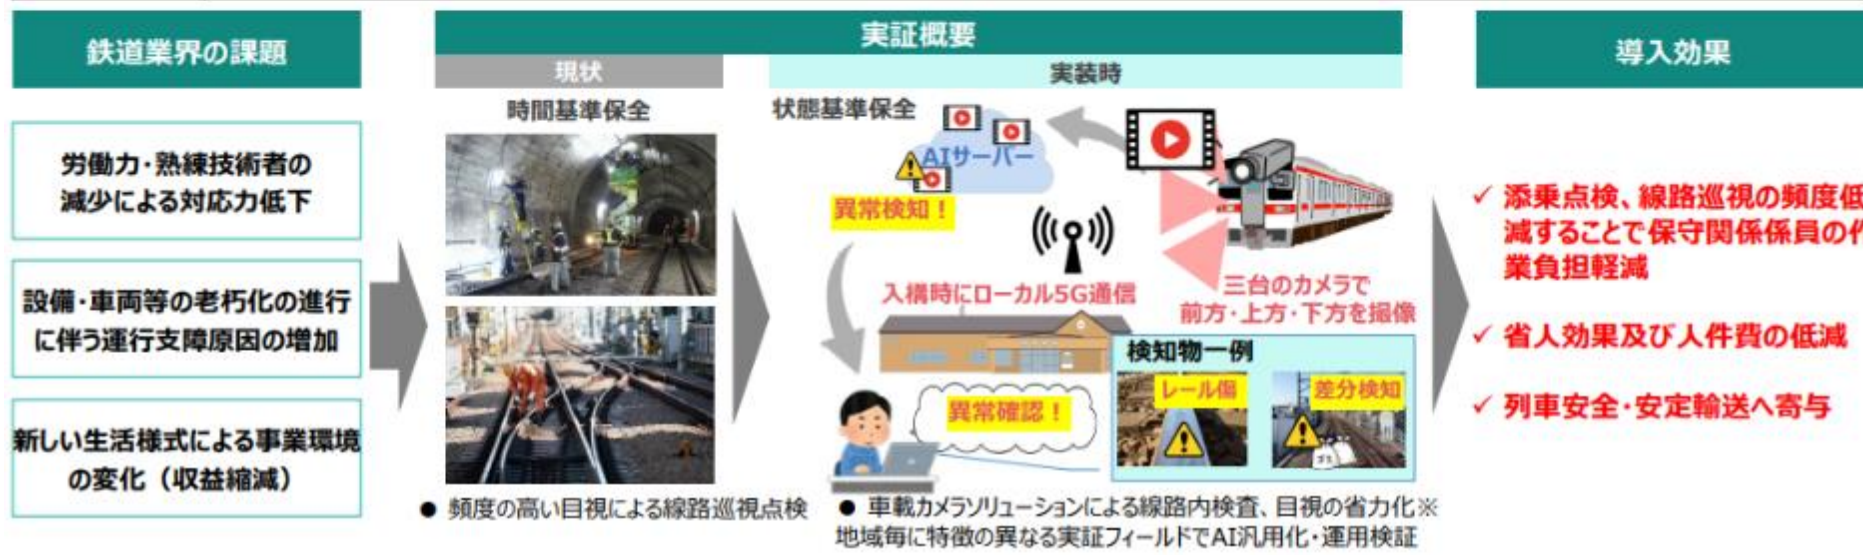 鉄道業界の課題
労働力・熟練技術者の
減少による対応力低下
設備・車両等の老朽化の進行
に伴う運行支障原因の増加
新しい生活様式による事業環境
の変化（収益縮減）
実証概要
現状
時間基準保全
● 頻度の高い目視による線路巡視点検
実装時
状態基準保全
AIサーバー
異常検知！
入構時にローカル5G通信
三台のカメラで
前方・上方・下方を撮像
異常確認！
検知物一例
レール傷
差分検知
ゴミ
● 車載カメラソリューションによる線路内検査、目視の省力化※
地域毎に特徴の異なる実証フィールドでAI汎用化・運用検証
導入効果
✓ 添乗点検、線路巡視の頻度低
減することで保守関係係員の作
業負担軽減
✓ 省人効果及び人件費の低減
✓ 列車安全・安定輸送へ寄与